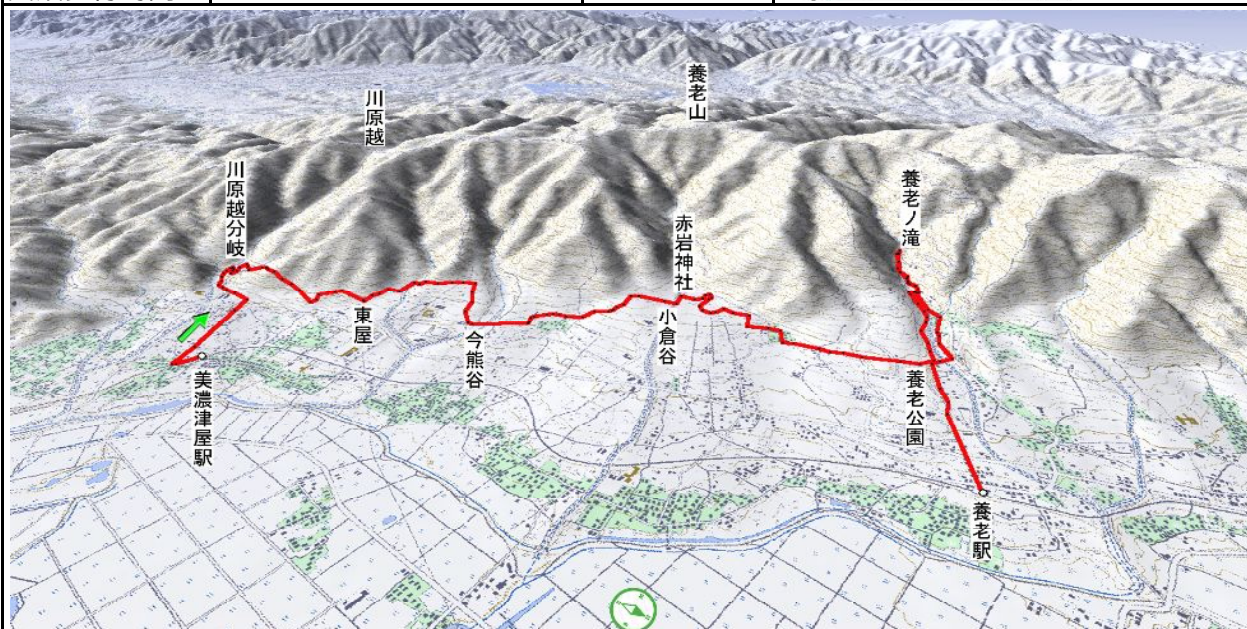 養老山
川原越
川原越分岐
養老ノ滝
赤岩神社
東屋
今熊谷
小倉谷
美濃津屋駅
養老公園
養老駅